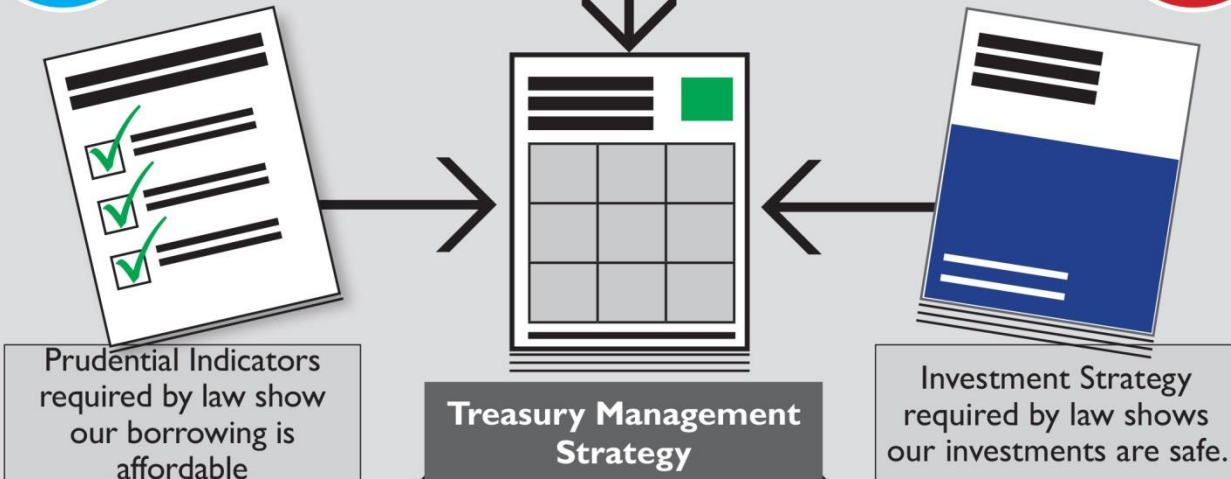 Prudential Indicators
required by law show
our borrowing is
affordable
Treasury Management
Strategy
Investment Strategy
required by law shows
our investments are safe.